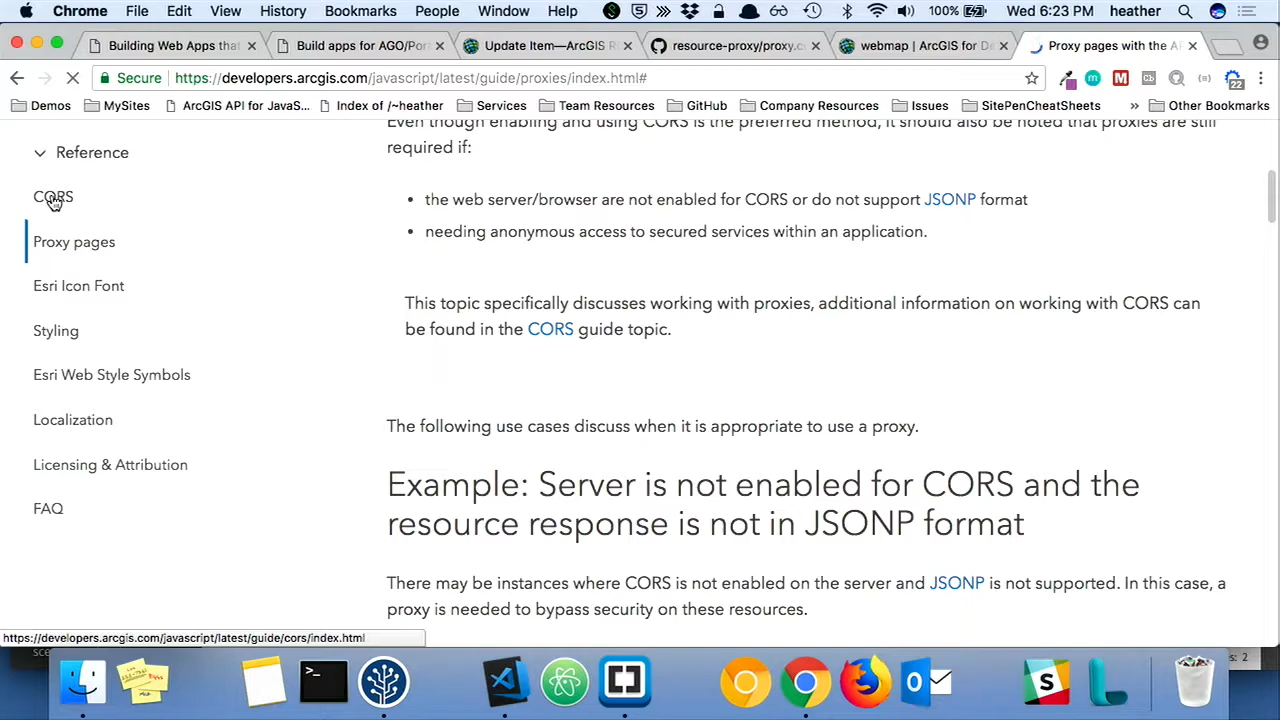 Chrome File Edit View History Bookmarks People Window Help 100% Wed 6:23 PM heather
Building Web Apps that Build apps for AGO/Port Update Item—ArcGIS R resource-proxy/proxy.c webmap | ArcGIS for De Proxy pages with the AP
Secure https://developers.arcgis.com/javascript/latest/guide/proxies/index.html#
Demos MySites ArcGIS API for JavaS... Index of /~heather Services Team Resources GitHub Company Resources Issues SitePenCheatSheets » Other Bookmarks
22
Even though enabling and using CORS is the preferred method, it should also be noted that proxies are still
required if:
Reference
CORS
Proxy pages
Esri Icon Font
Styling
Esri Web Style Symbols
Localization
Licensing & Attribution
FAQ
• the web server/browser are not enabled for CORS or do not support JSONP format
• needing anonymous access to secured services within an application.
This topic specifically discusses working with proxies, additional information on working with CORS can
be found in the CORS guide topic.
The following use cases discuss when it is appropriate to use a proxy.
Example: Server is not enabled for CORS and the
resource response is not in JSONP format
There may be instances where CORS is not enabled on the server and JSONP is not supported. In this case, a
proxy is needed to bypass security on these resources.
https://developers.arcgis.com/javascript/latest/guide/cors/index.html